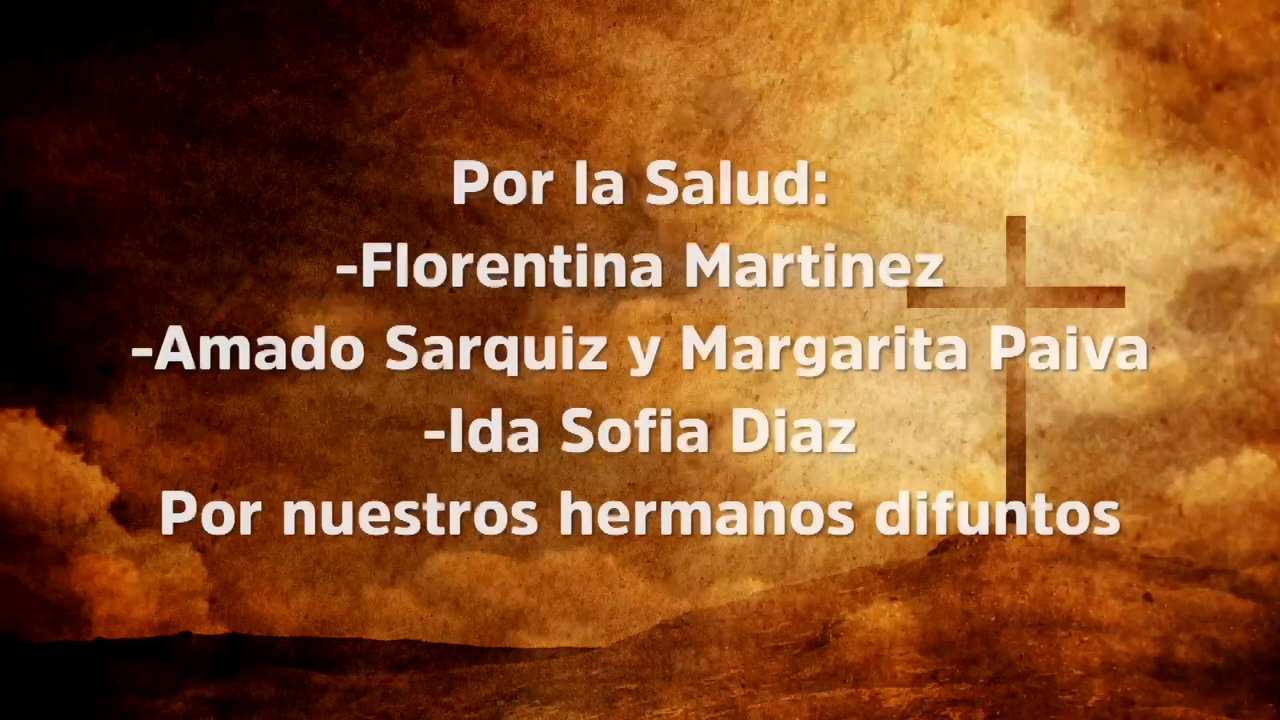 Por la Salud:
-Florentina Martinez
-Amado Sarquiz y Margarita Paiva
-Ida Sofia Diaz
Por nuestros hermanos difuntos